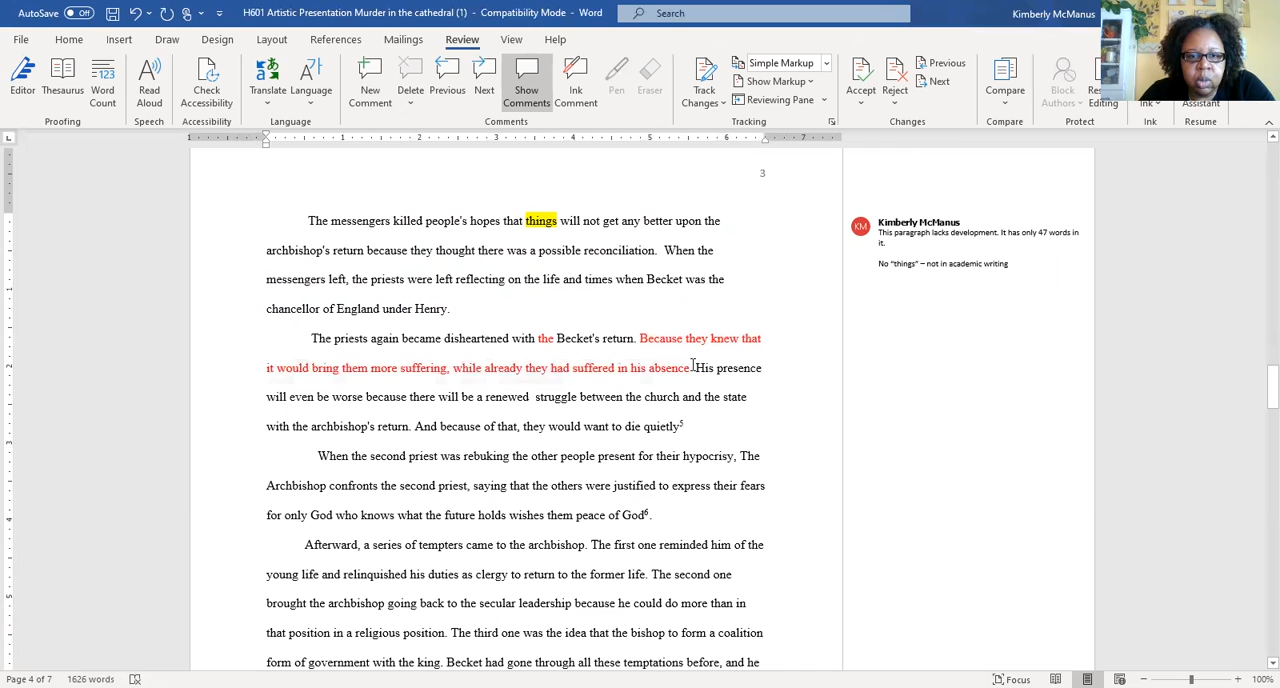 AutoSave Off H601 Artistic Presentation Murder in the cathedral (1) - Compatibility Mode - Word Search Kimberly McManus
File Home Insert Draw Design Layout References Mailings Review View Help
Editor Thesaurus Word Count Read Aloud Check Accessibility Translate Language New Comment Delete Previous Next Show Comments Ink Comment Pen Eraser Track Changes Simple Markup Show Markup Reviewing Pane Accept Reject Previous Next Compare Block Authors Editing Ink Assistant
Proofing Speech Accessibility Language Comments Tracking Changes Compare Protect Ink Resume
1 1 2 3 4 5 6 7
3
The messengers killed people's hopes that things will not get any better upon the
archbishop's return because they thought there was a possible reconciliation. When the
messengers left, the priests were left reflecting on the life and times when Becket was the
chancellor of England under Henry.
The priests again became disheartened with the Becket's return. Because they knew that
it would bring them more suffering, while already they had suffered in his absence. His presence
will even be worse because there will be a renewed struggle between the church and the state
with the archbishop's return. And because of that, they would want to die quietly5
When the second priest was rebuking the other people present for their hypocrisy, The
Archbishop confronts the second priest, saying that the others were justified to express their fears
for only God who knows what the future holds wishes them peace of God6.
Afterward, a series of tempters came to the archbishop. The first one reminded him of the
young life and relinquished his duties as clergy to return to the former life. The second one
brought the archbishop going back to the secular leadership because he could do more than in
that position in a religious position. The third one was the idea that the bishop to form a coalition
form of government with the king. Becket had gone through all these temptations before, and he
KM Kimberly McManus
This paragraph lacks development. It has only 47 words in
it.
No “things” – not in academic writing
Page 4 of 7 1626 words Focus 100%